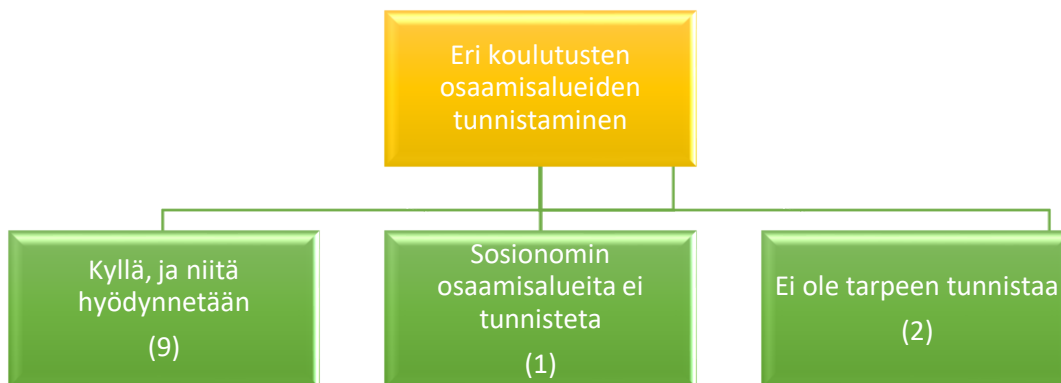 Eri koulutusten
osaamisalueiden
tunnistaminen
Kyllä, ja niitä
hyödynnetään
(9)
Sosionomin
osaamisalueita ei
tunnisteta
(1)
Ei ole tarpeen tunnistaa
(2)